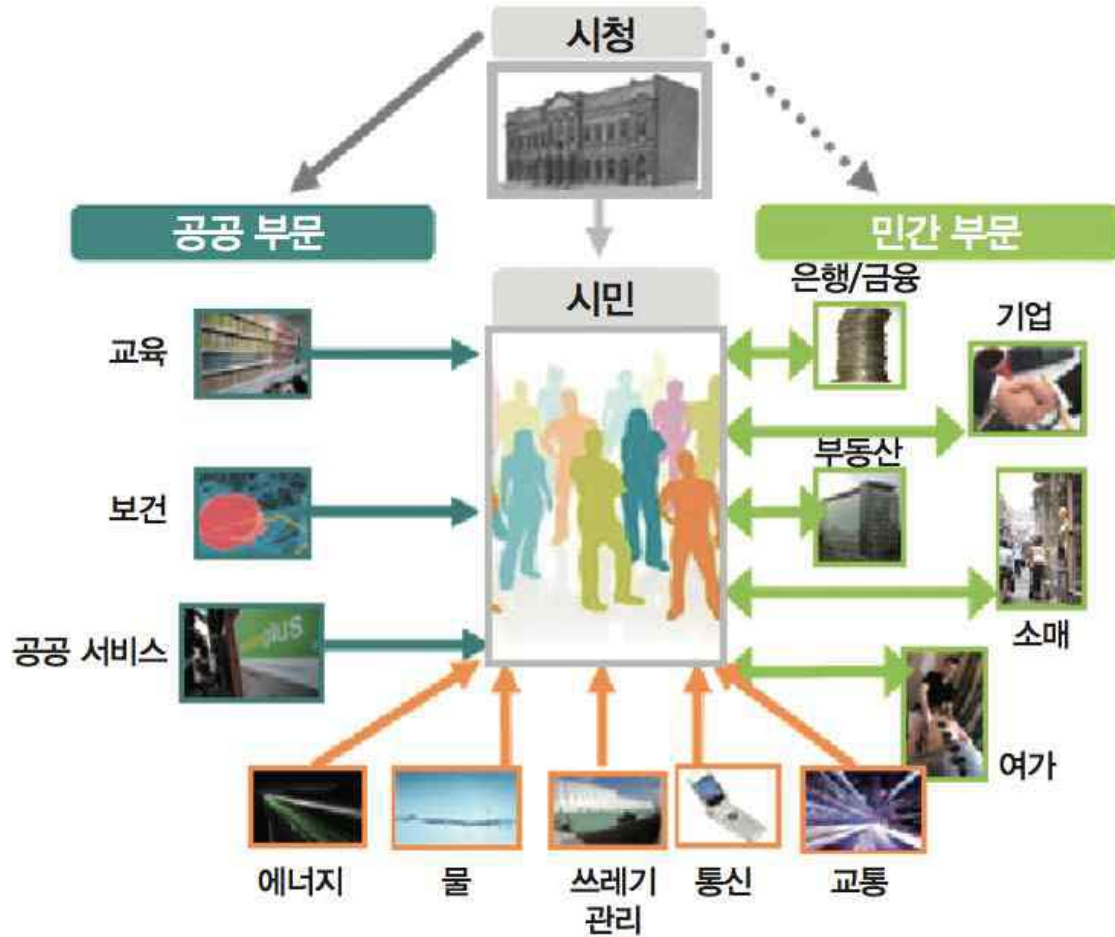 시청
공공 부문
민간 부문
시민
은행/금융
기업
교육
부동산
보건
소매
공공 서비스
plus
여가
에너지
물
쓰레기
관리
통신
교통